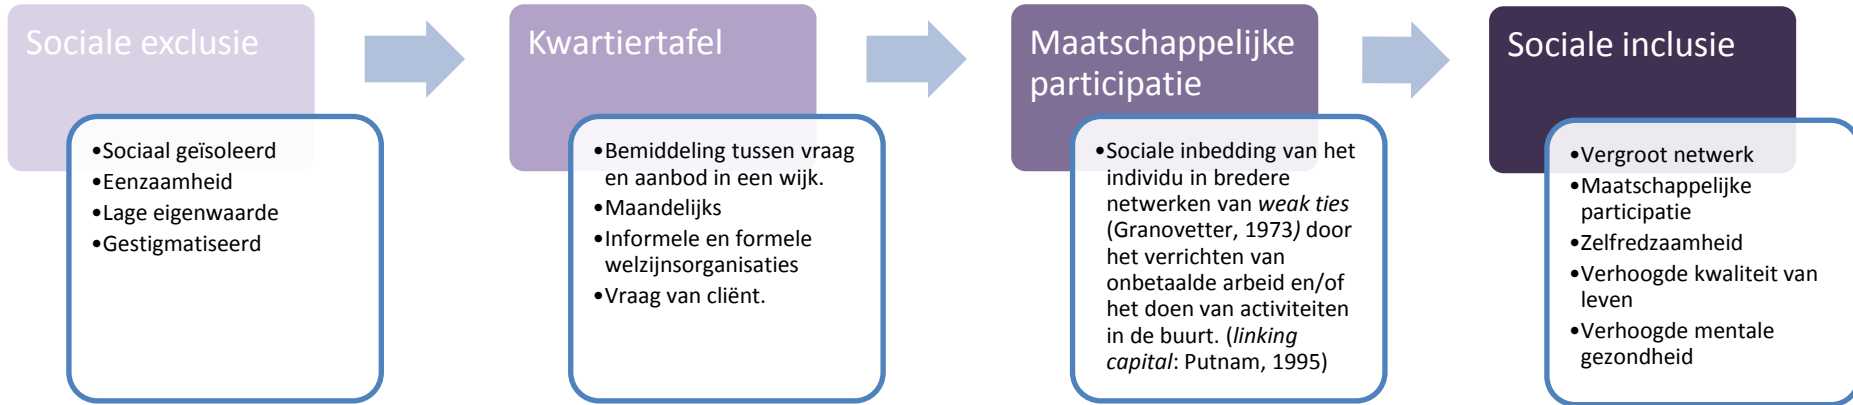 Sociale exclusie
•Sociaal geïsoleerd
•Eenzaamheid
•Lage eigenwaarde
•Gestigmatiseerd
Kwartiertafel
•Bemiddeling tussen vraag
en aanbod in een wijk.
•Maandelijks
•Informele en formele
welzijnsorganisaties
•Vraag van cliënt.
Maatschappelijke
participatie
•Sociale inbedding van het
individu in bredere
netwerken van weak ties
(Granovetter, 1973) door
het verrichten van
onbetaalde arbeid en/of
het doen van activiteiten
in de buurt. (linking
capital: Putnam, 1995)
Sociale inclusie
•Vergroot netwerk
•Maatschappelijke
participatie
•Zelfredzaamheid
•Verhoogde kwaliteit van
leven
•Verhoogde mentale
gezondheid